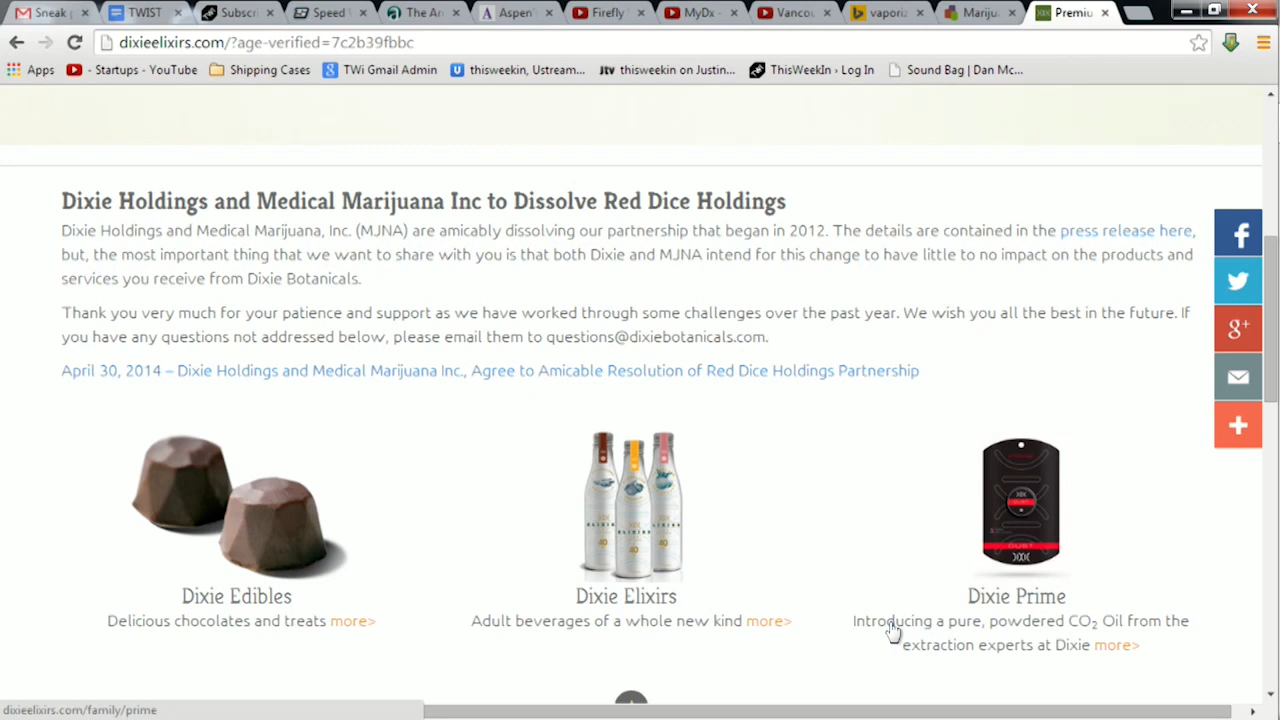 Sneak
TWIST
Subscri
Speed
The Ar
Aspen'
Firefly
MyDx -
Vancov
vaporiz
Mariju
Premiu
dixieelixirs.com/?age-verified=7c2b39fbbc
Apps
- Startups - YouTube
Shipping Cases
TWi Gmail Admin
thisweekin, Ustream...
jtv thisweekin on Justin...
ThisWeekIn › Log In
Sound Bag | Dan Mc...
Dixie Holdings and Medical Marijuana Inc to Dissolve Red Dice Holdings
Dixie Holdings and Medical Marijuana, Inc. (MJNA) are amicably dissolving our partnership that began in 2012. The details are contained in the press release here,
but, the most important thing that we want to share with you is that both Dixie and MJNA intend for this change to have little to no impact on the products and
services you receive from Dixie Botanicals.
Thank you very much for your patience and support as we have worked through some challenges over the past year. We wish you all the best in the future. If
you have any questions not addressed below, please email them to questions@dixiebotanicals.com.
April 30, 2014 – Dixie Holdings and Medical Marijuana Inc., Agree to Amicable Resolution of Red Dice Holdings Partnership
ELIXIRS
40
Dixie Edibles
Delicious chocolates and treats more>
Dixie Elixirs
Adult beverages of a whole new kind more>
Dixie Prime
Introducing a pure, powdered CO₂ Oil from the
extraction experts at Dixie more>
dixieelixirs.com/family/prime